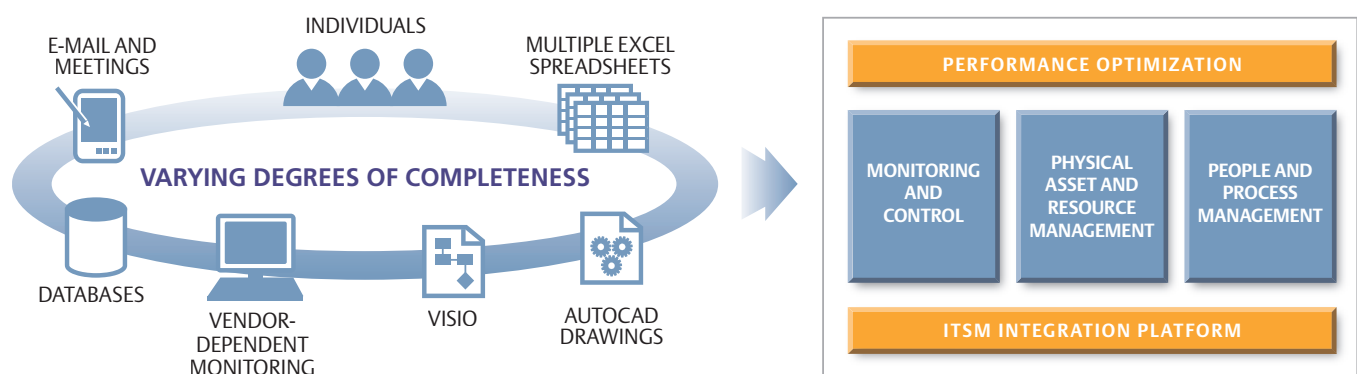 INDIVIDUALS
E-MAIL AND
MEETINGS
MULTIPLE EXCEL
SPREADSHEETS
VARYING DEGREES OF COMPLETENESS
DATABASES
VENDOR-
DEPENDENT
MONITORING
VISIO
AUTOCAD
DRAWINGS
PERFORMANCE OPTIMIZATION
MONITORING
AND
CONTROL
PHYSICAL
ASSET AND
RESOURCE
MANAGEMENT
PEOPLE AND
PROCESS
MANAGEMENT
ITSM INTEGRATION PLATFORM